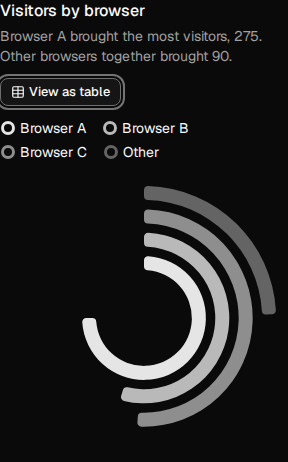 Visitors by browser
Browser A brought the most visitors, 275.
Other browsers together brought 90.
View as table
Browser A
Browser B
Browser C
Other